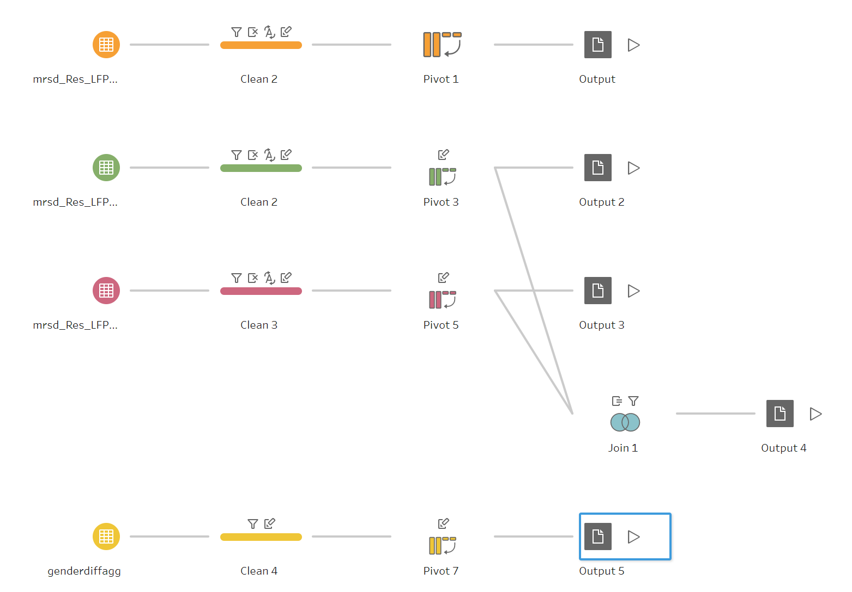 mrsd_Res_LFP...
Clean 2
Pivot 1
Output
mrsd_Res_LFP...
Clean 2
Pivot 3
Output 2
mrsd_Res_LFP...
Clean 3
Pivot 5
Output 3
Join 1
Output 4
genderdiffagg
Clean 4
Pivot 7
Output 5